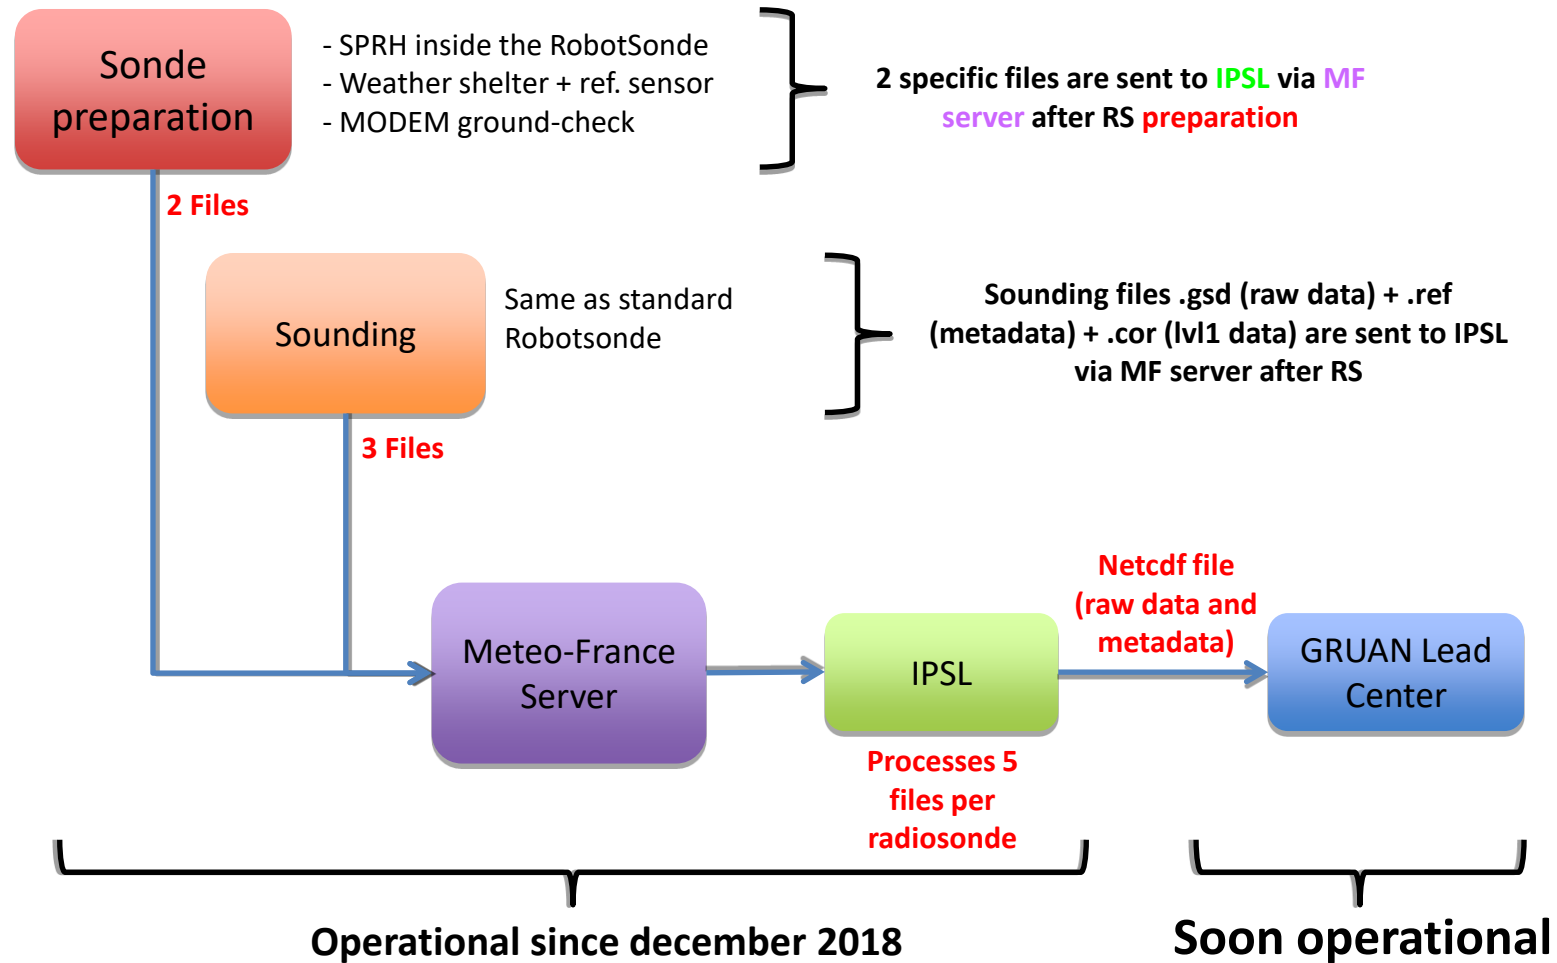 Sonde
preparation
- SPRH inside the RobotSonde
- Weather shelter + ref. sensor
- MODEM ground-check
2 specific files are sent to IPSL via MF
server after RS preparation
2 Files
Sounding
Same as standard
Robotsonde
Sounding files .gsd (raw data) + .ref
(metadata) + .cor (lvl1 data) are sent to IPSL
via MF server after RS
3 Files
Meteo-France
Server
IPSL
Processes 5
files per
radiosonde
Netcdf file
(raw data and
metadata)
GRUAN Lead
Center
Operational since december 2018
Soon operational